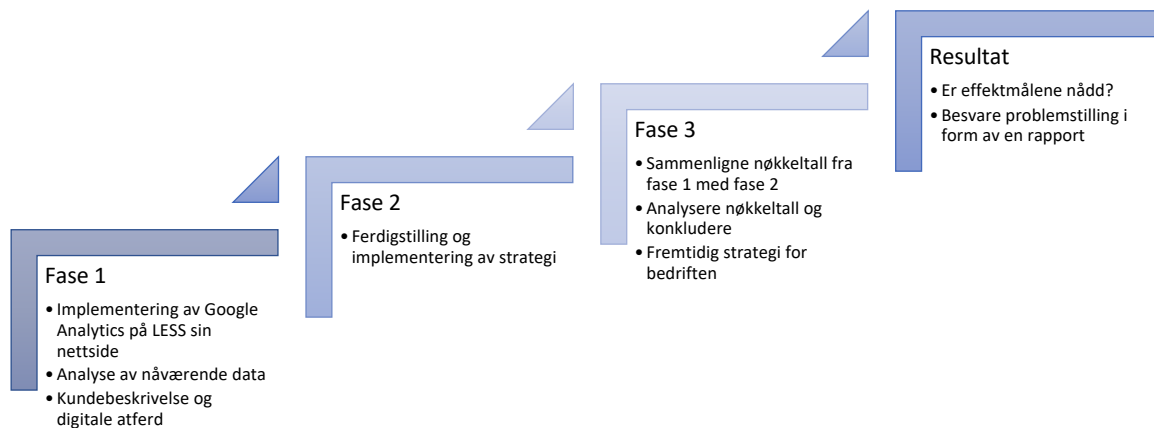 Fase 1
• Implementering av Google
Analytics på LESS sin
nettside
• Analyse av nåværende data
• Kundebeskrivelse og
digitale atferd
Fase 2
• Ferdigstilling og
implementering av strategi
Fase 3
• Sammenligne nøkkeltall fra
fase 1 med fase 2
• Analysere nøkkeltall og
konkludere
• Fremtidig strategi for
bedriften
Resultat
• Er effektmålene nådd?
• Besvare problemstilling i
form av en rapport